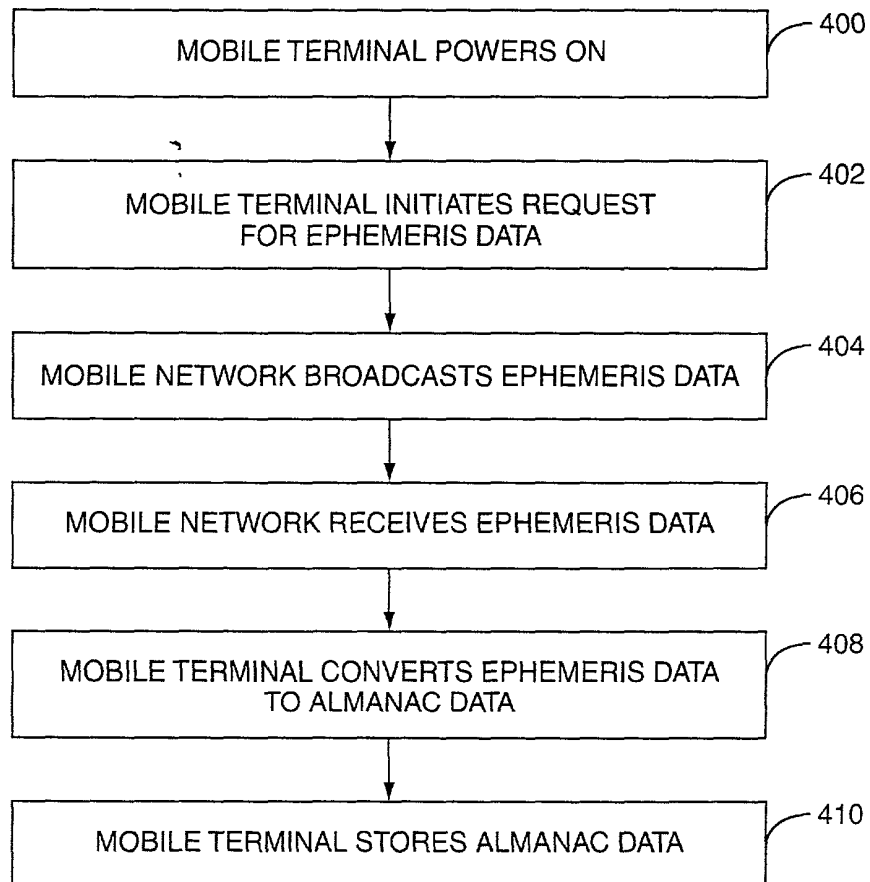 MOBILE TERMINAL POWERS ON
400
MOBILE TERMINAL INITIATES REQUEST
FOR EPHEMERIS DATA
402
MOBILE NETWORK BROADCASTS EPHEMERIS DATA
404
MOBILE NETWORK RECEIVES EPHEMERIS DATA
406
MOBILE TERMINAL CONVERTS EPHEMERIS DATA
TO ALMANAC DATA
408
MOBILE TERMINAL STORES ALMANAC DATA
410